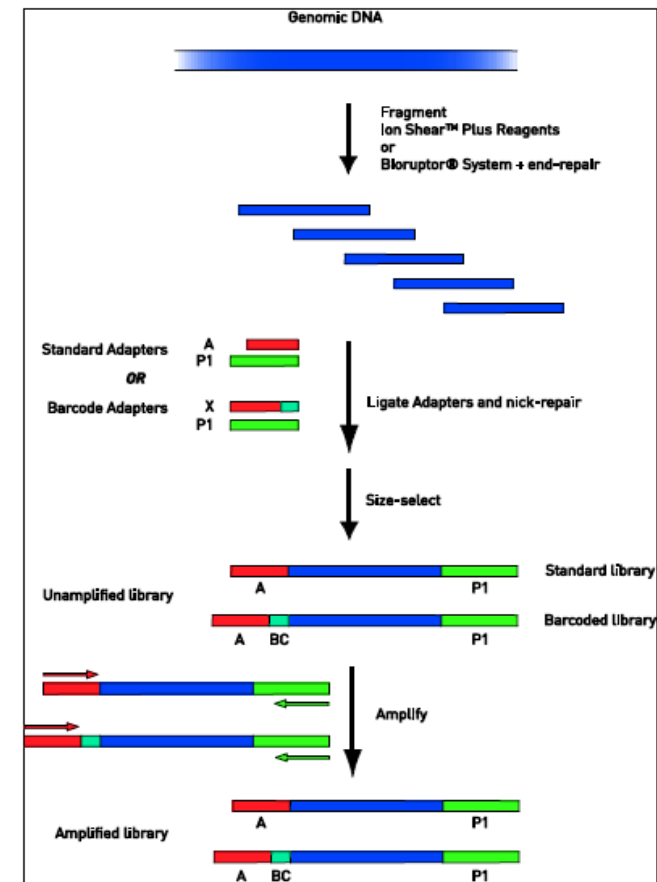 Genomic DNA
Fragment
Ion Shear™ Plus Reagents
or
Bioruptor® System + end-repair
Standard Adapters
A
P1
OR
Barcode Adapters
X
P1
Ligate Adapters and nick-repair
Size-select
Unamplified library
A P1
Standard library
A BC P1
Barcoded library
Amplify
Amplified library
A P1
A BC P1